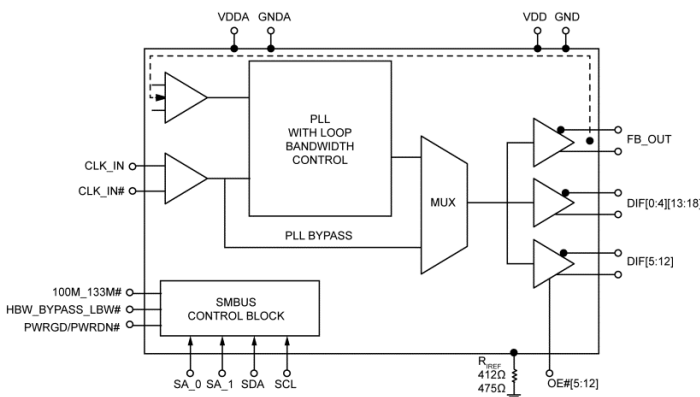 VDDA GNDA
VDD GND
PLL
WITH LOOP
BANDWIDTH
CONTROL
FB_OUT
CLK_IN
CLK_IN#
MUX
DIF[0:4][13:18]
PLL BYPASS
DIF[5:12]
100M_133M#
HBW_BYPASS_LBW#
PWRGD/PWRDN#
SMBUS
CONTROL BLOCK
SA_0 SA_1 SDA SCL
RIREF
412Ω
475Ω
OE#[5:12]